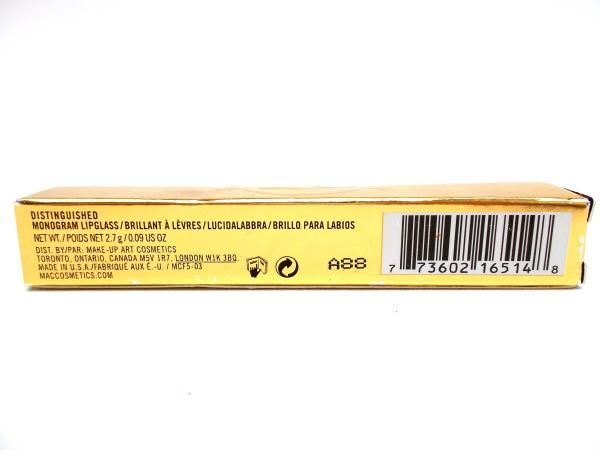 DISTINGUISHED
MONOGRAM LIPGLASS/BRILLANT À LÈVRES/LUCIDALABBRA/BRILLO PARA LABIOS
NET WT./POIDS NET 2.7 g/0.09 US OZ
DIST. BY/PAR: MAKE-UP ART COSMETICS
TORONTO, ONTARIO, CANADA M5V 1R7, LONDON W1K 3BQ
MADE IN U.S.A./FABRIQUÉ AUX É.-U. / MCF5-03
MACCOSMETICS.COM
A88
7 73602 16514 8